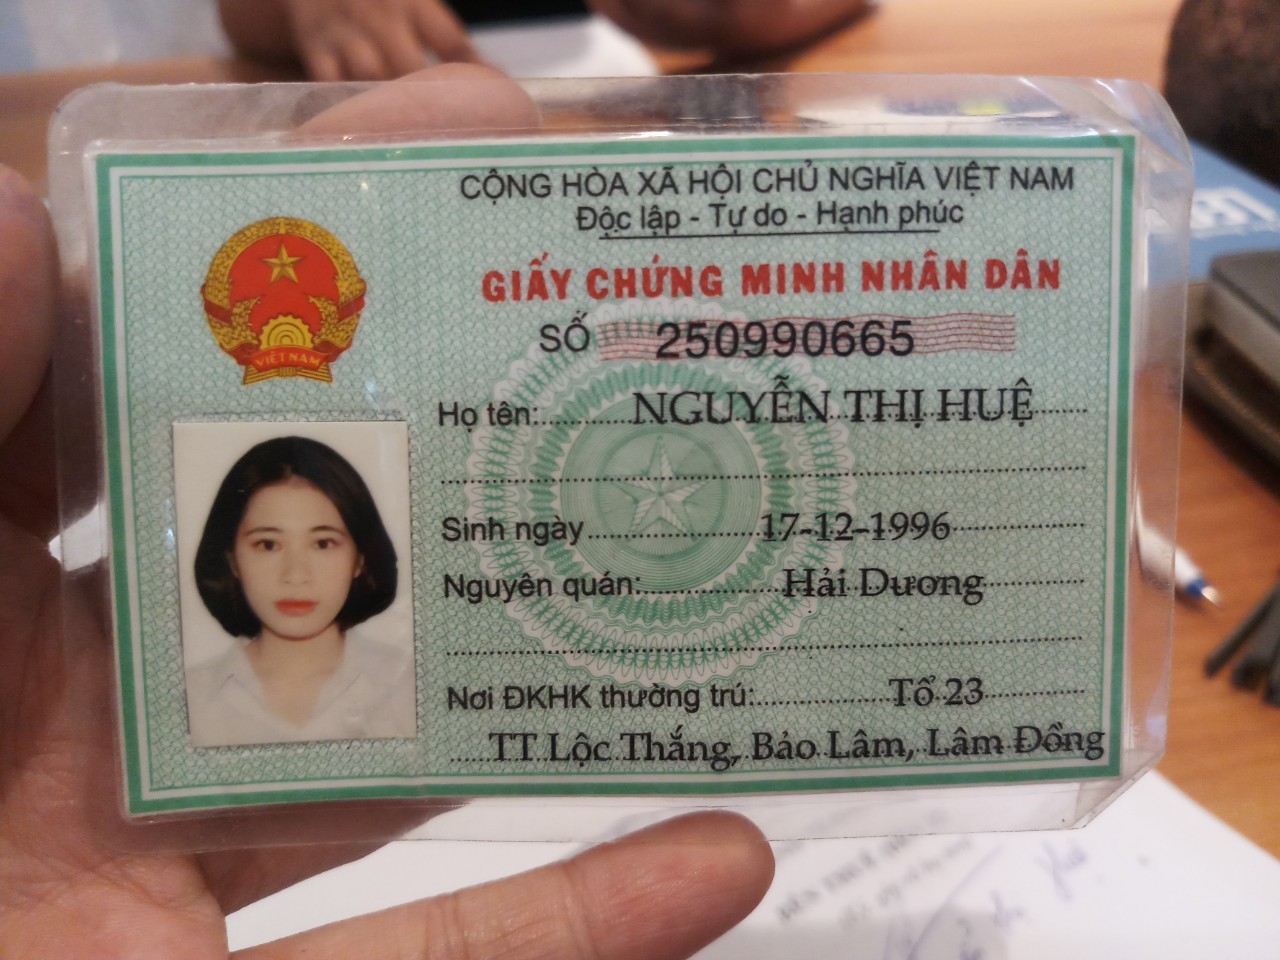 CỘNG HÒA XÃ HỘI CHỦ NGHĨA VIỆT NAM
Độc lập - Tự do - Hạnh phúc
GIẤY CHỨNG MINH NHÂN DÂN
SỐ 250990665
VIỆT NAM
Họ tên: NGUYỄN THỊ HUỆ
Sinh ngày 17-12-1996
Nguyên quán: Hải Dương
Nơi ĐKHK thường trú: Tổ 23
TT Lộc Thắng, Bảo Lâm, Lâm Đồng